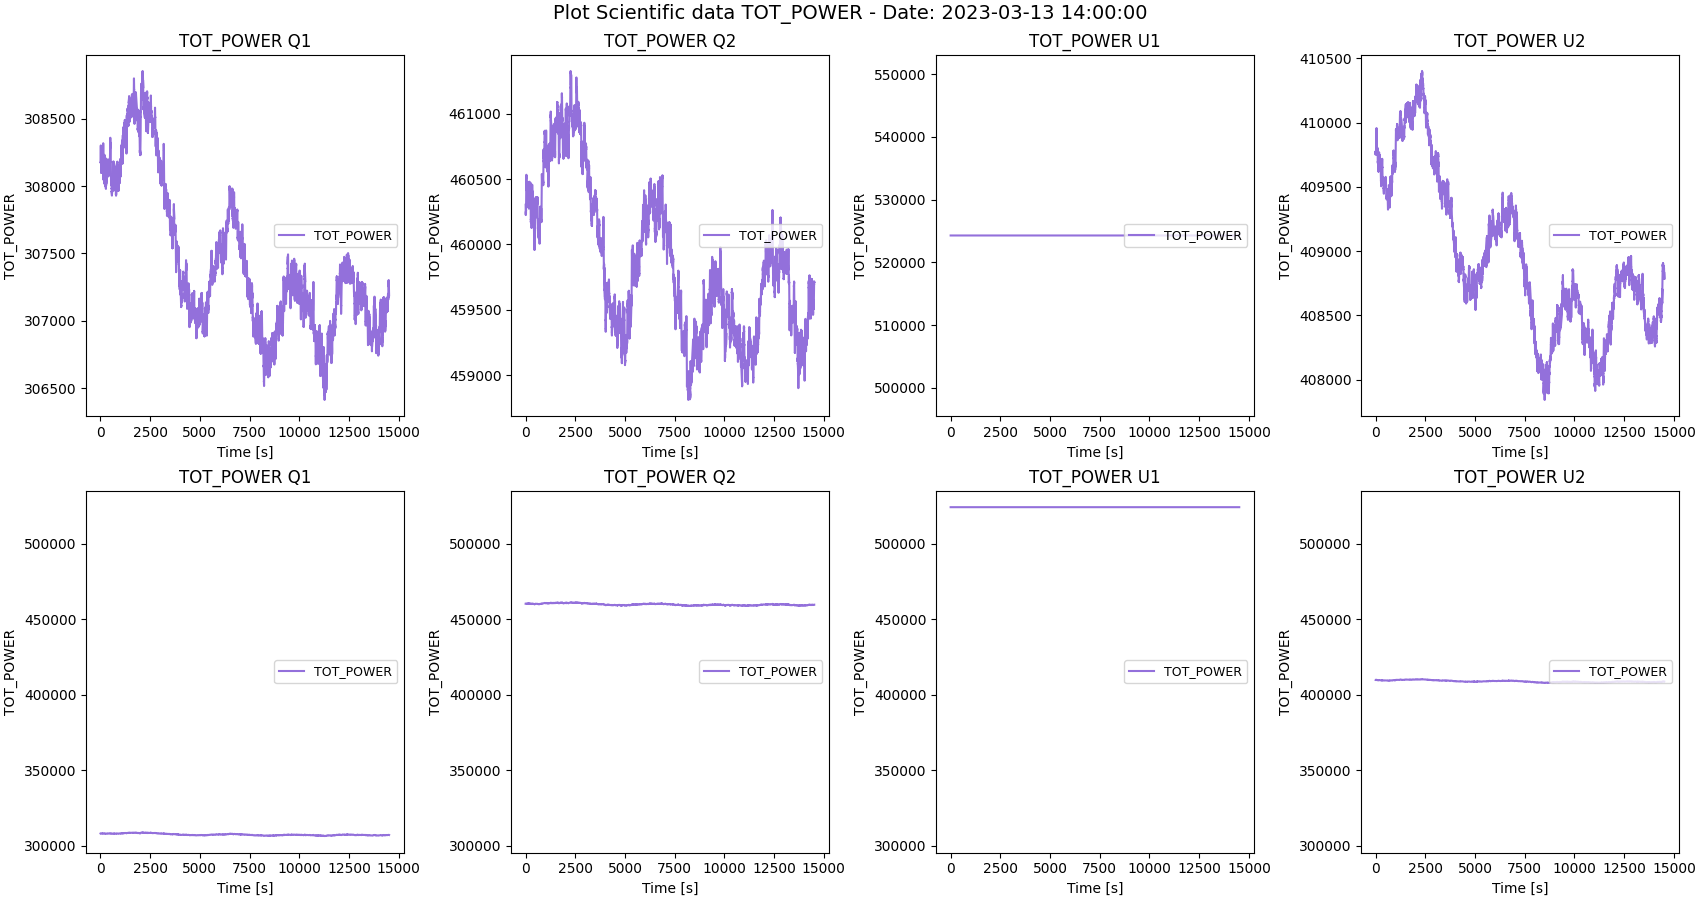 Plot Scientific data TOT_POWER - Date: 2023-03-13 14:00:00
TOT_POWER Q1
TOT_POWER
308500
308000
307500
307000
306500
TOT_POWER
0 2500 5000 7500 10000 12500 15000
Time [s]
TOT_POWER Q2
TOT_POWER
461000
460500
460000
459500
459000
TOT_POWER
0 2500 5000 7500 10000 12500 15000
Time [s]
TOT_POWER U1
TOT_POWER
550000
540000
530000
520000
510000
500000
TOT_POWER
0 2500 5000 7500 10000 12500 15000
Time [s]
TOT_POWER U2
TOT_POWER
410500
410000
409500
409000
408500
408000
TOT_POWER
0 2500 5000 7500 10000 12500 15000
Time [s]
TOT_POWER Q1
TOT_POWER
500000
450000
400000
350000
300000
TOT_POWER
0 2500 5000 7500 10000 12500 15000
Time [s]
TOT_POWER Q2
TOT_POWER
500000
450000
400000
350000
300000
TOT_POWER
0 2500 5000 7500 10000 12500 15000
Time [s]
TOT_POWER U1
TOT_POWER
500000
450000
400000
350000
300000
TOT_POWER
0 2500 5000 7500 10000 12500 15000
Time [s]
TOT_POWER U2
TOT_POWER
500000
450000
400000
350000
300000
TOT_POWER
0 2500 5000 7500 10000 12500 15000
Time [s]